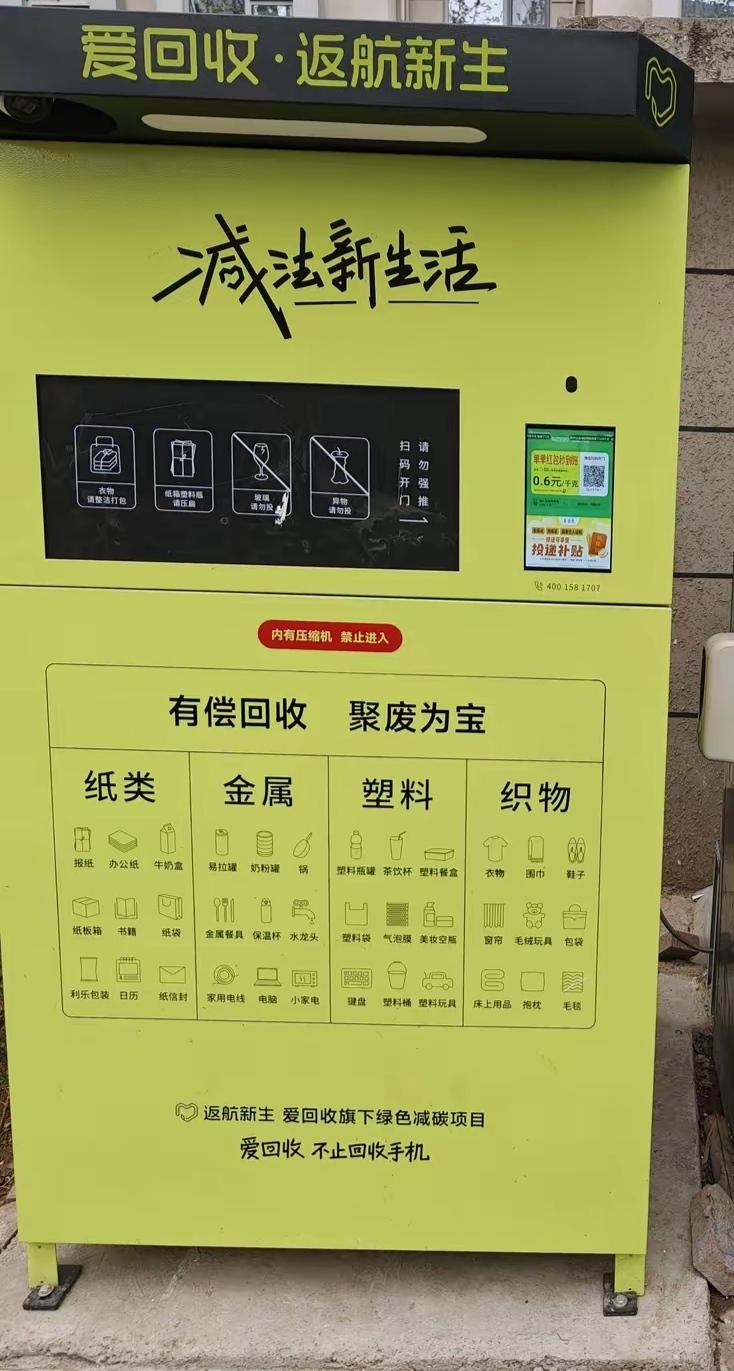 爱回收·返航新生
减法新生活
衣物
请整洁打包
纸箱塑料瓶
请压扁
玻璃
请勿投
异物
请勿投
请勿强推
扫码开门
单单红包秒到账
0.6元/千克
投递补贴
400 158 1707
内有压缩机 禁止进入
有偿回收 聚废为宝
纸类 金属 塑料 织物
报纸 办公纸 牛奶盒 易拉罐 奶粉罐 锅 塑料瓶罐 茶饮杯 塑料餐盒 衣物 围巾 鞋子
纸板箱 书籍 纸袋 金属餐具 保温杯 水龙头 塑料袋 气泡膜 美妆空瓶 窗帘 毛绒玩具 包袋
利乐包装 日历 纸信封 家用电线 电脑 小家电 键盘 塑料桶 塑料玩具 床上用品 抱枕 毛毯
返航新生 爱回收旗下绿色减碳项目
爱回收 不止回收手机